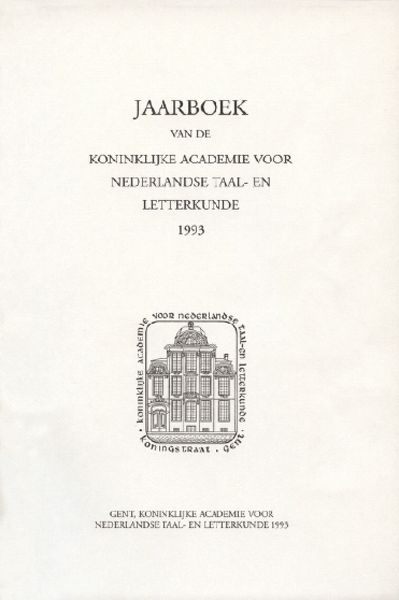 JAARBOEK
VAN DE
KONINKLIJKE ACADEMIE VOOR
NEDERLANDSE TAAL- EN
LETTERKUNDE
1993
· KONINKLIJKE ACADEMIE VOOR NEDERLANDSE TAAL-EN LETTERKUNDE ·
KONINGSTRAAT · GENT ·
GENT, KONINKLIJKE ACADEMIE VOOR
NEDERLANDSE TAAL- EN LETTERKUNDE 1993